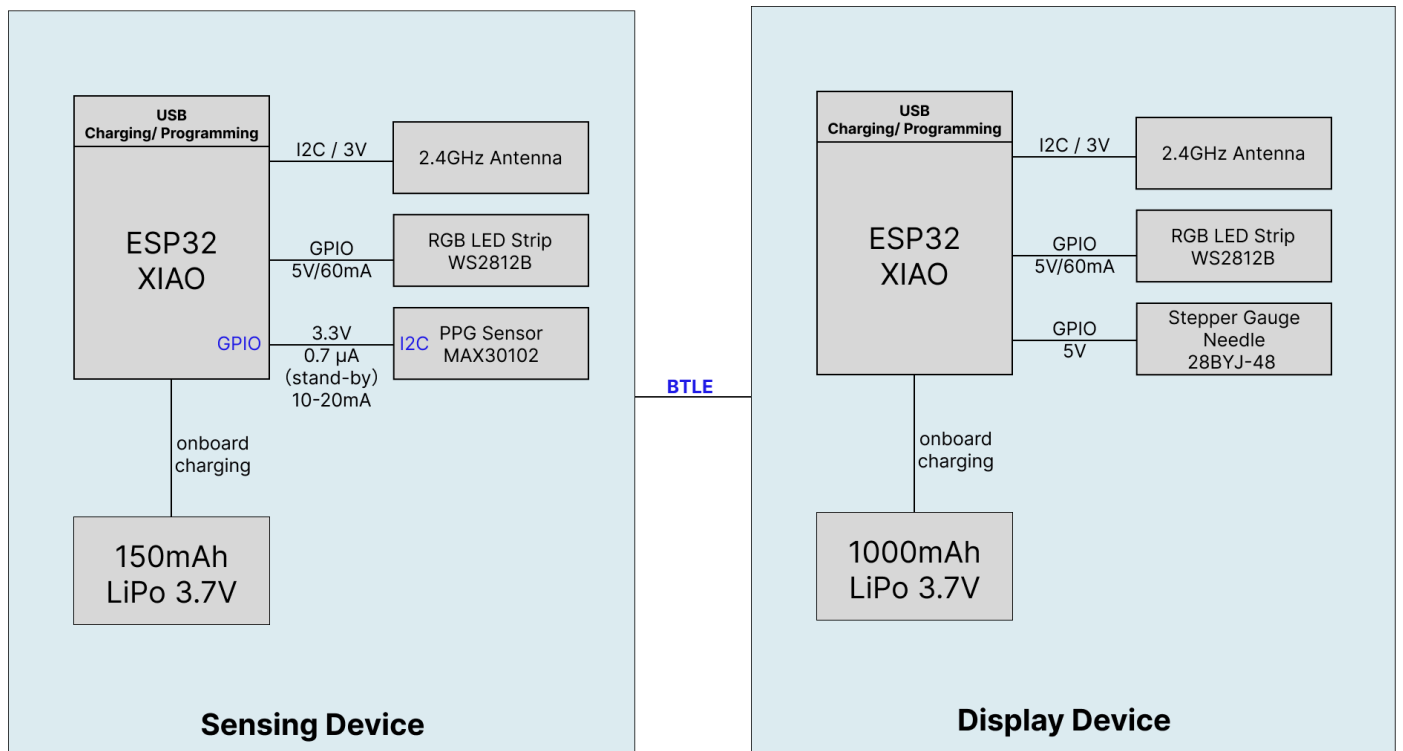 USB
Charging/ Programming
ESP32
XIAO
GPIO
I2C / 3V
2.4GHz Antenna
GPIO
5V/60mA
RGB LED Strip
WS2812B
3.3V
0.7 µA
(stand-by)
10-20mA
I2C
PPG Sensor
MAX30102
onboard
charging
150mAh
LiPo 3.7V
Sensing Device
BTLE
USB
Charging/ Programming
ESP32
XIAO
I2C / 3V
2.4GHz Antenna
GPIO
5V/60mA
RGB LED Strip
WS2812B
GPIO
5V
Stepper Gauge
Needle
28BYJ-48
onboard
charging
1000mAh
LiPo 3.7V
Display Device